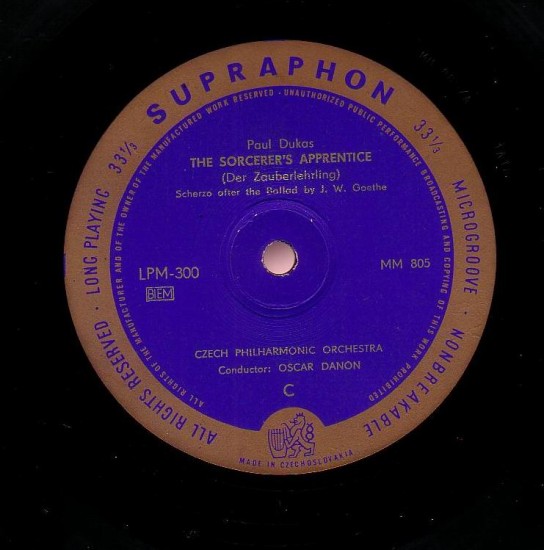 SUPRAPHON
LONG PLAYING 33⅓
33⅓ MICROGROOVE · NONBREAKABLE
ALL RIGHTS RESERVED ·
ALL RIGHTS OF THE MANUFACTURER AND OF THE OWNER OF THE MANUFACTURED WORK RESERVED · UNAUTHORIZED PUBLIC PERFORMANCE BROADCASTING AND COPYING OF THIS WORK PROHIBITED
Paul Dukas
THE SORCERER'S APPRENTICE
(Der Zauberlehrling)
Scherzo after the Ballad by J. W. Goethe
LPM-300
MM 805
BIEM
CZECH PHILHARMONIC ORCHESTRA
Conductor: OSCAR DANON
C
MADE IN CZECHOSLOVAKIA